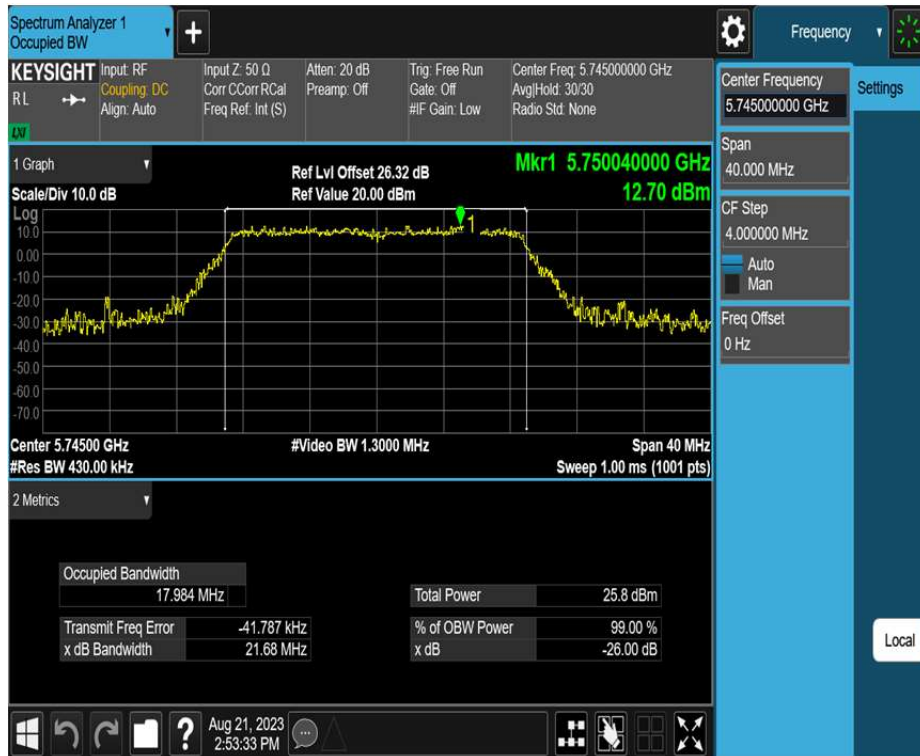 Spectrum Analyzer 1
Occupied BW
+
Frequency
KEYSIGHT
R L
LXI
Input: RF
Coupling: DC
Align: Auto
Input Z: 50 Ω
Corr CCorr RCal
Freq Ref: Int (S)
Atten: 20 dB
Preamp: Off
Trig: Free Run
Gate: Off
#IF Gain: Low
Center Freq: 5.745000000 GHz
Avg|Hold: 30/30
Radio Std: None
Center Frequency
5.745000000 GHz
Settings
Span
40.000 MHz
CF Step
4.000000 MHz
Auto
Man
Freq Offset
0 Hz
1 Graph
Scale/Div 10.0 dB
Ref Lvl Offset 26.32 dB
Ref Value 20.00 dBm
Mkr1 5.750040000 GHz
12.70 dBm
Log
10.0
0.00
-10.0
-20.0
-30.0
-40.0
-50.0
-60.0
-70.0
1
Center 5.74500 GHz
#Video BW 1.3000 MHz
Span 40 MHz
#Res BW 430.00 kHz
Sweep 1.00 ms (1001 pts)
2 Metrics
Occupied Bandwidth
17.984 MHz
Total Power 25.8 dBm
Transmit Freq Error -41.787 kHz
% of OBW Power 99.00 %
x dB Bandwidth 21.68 MHz
x dB -26.00 dB
Local
?
Aug 21, 2023
2:53:33 PM